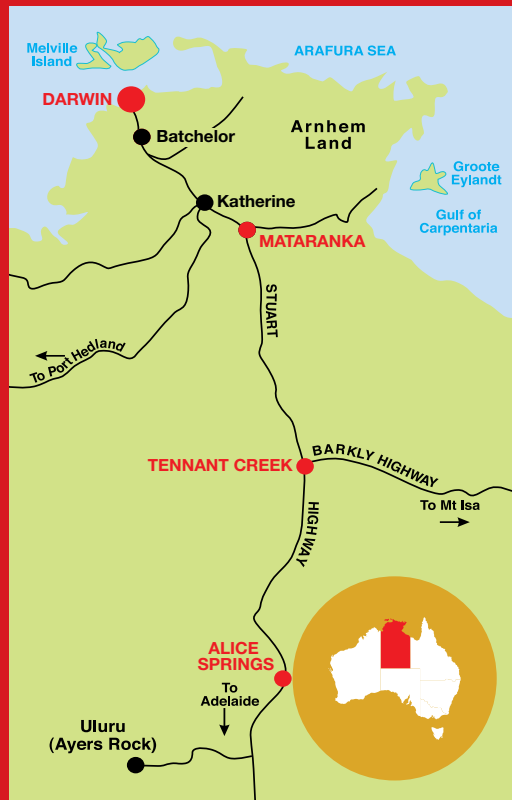 Melville
Island
ARAFURA SEA
DARWIN
Batchelor
Arnhem
Land
Groote
Eylandt
Katherine
Gulf of
Carpentaria
MATARANKA
STUART
To Port Hedland
TENNANT CREEK
BARKLY HIGHWAY
To Mt Isa
HIGHWAY
ALICE
SPRINGS
To
Adelaide
Uluru
(Ayers Rock)